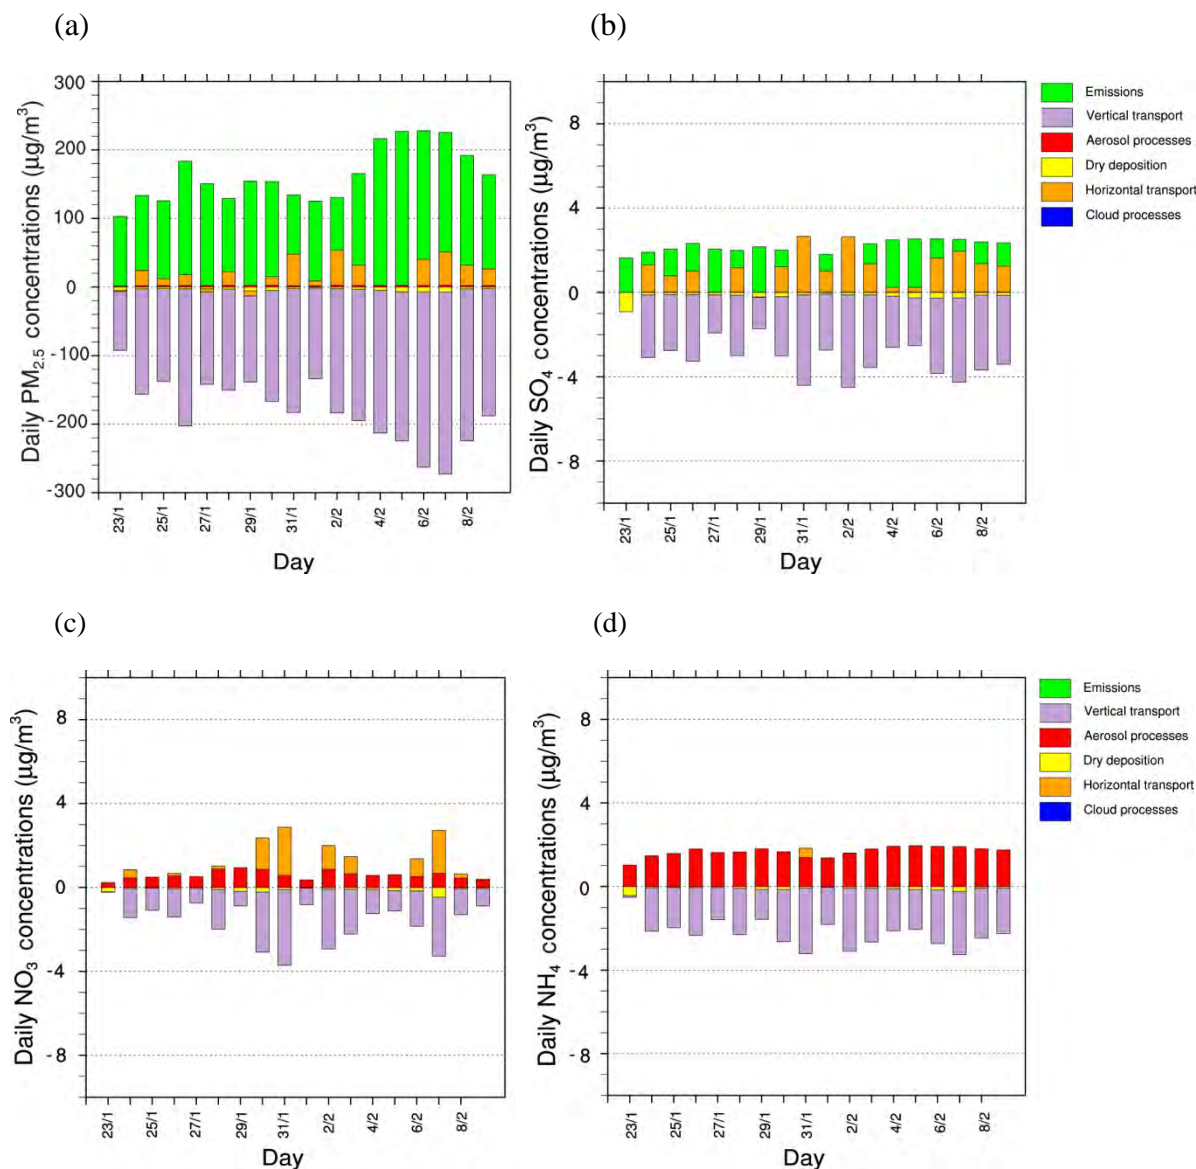 (a)
(b)
300
200
100
0
-100
-200
-300
Daily PM2.5 concentrations (µg/m3)
23/1
25/1
27/1
29/1
31/1
2/2
4/2
6/2
8/2
Day
8
4
0
-4
-8
Daily SO4 concentrations (µg/m3)
23/1
25/1
27/1
29/1
31/1
2/2
4/2
6/2
8/2
Day
Emissions
Vertical transport
Aerosol processes
Dry deposition
Horizontal transport
Cloud processes
(c)
(d)
8
4
0
-4
-8
Daily NO3 concentrations (µg/m3)
23/1
25/1
27/1
29/1
31/1
2/2
4/2
6/2
8/2
Day
8
4
0
-4
-8
Daily NH4 concentrations (µg/m3)
23/1
25/1
27/1
29/1
31/1
2/2
4/2
6/2
8/2
Day
Emissions
Vertical transport
Aerosol processes
Dry deposition
Horizontal transport
Cloud processes